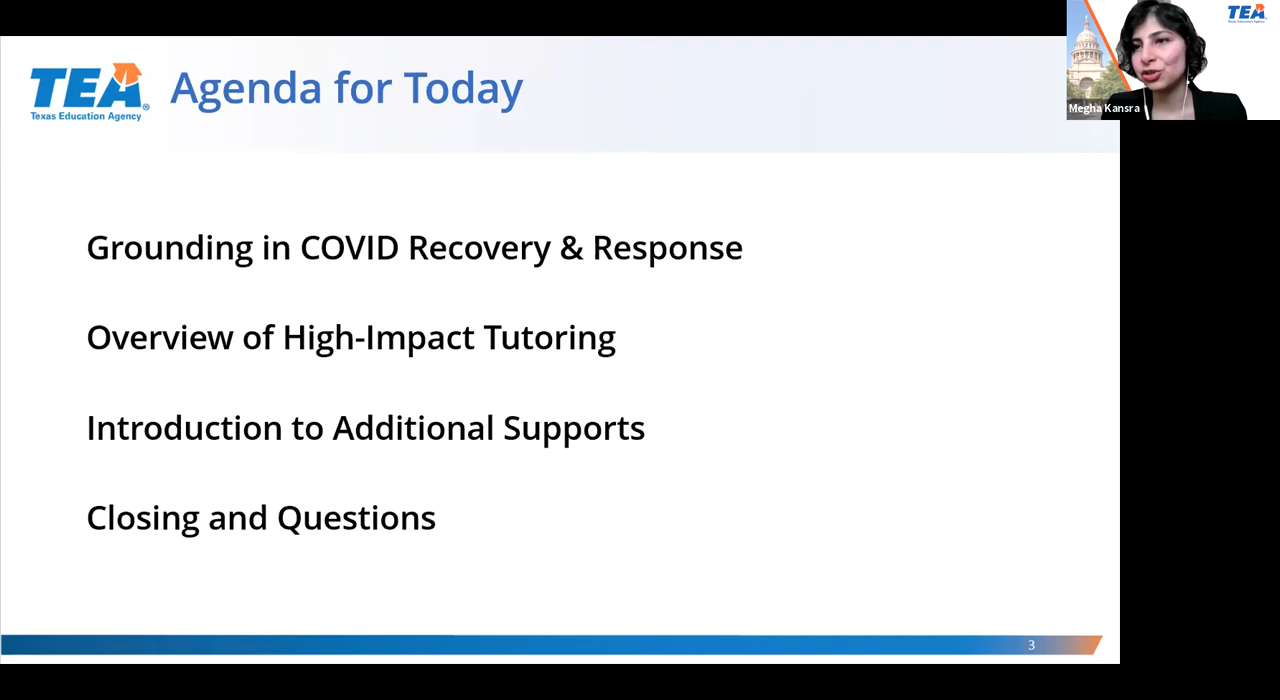 TEA
Texas Education Agency
Agenda for Today
TEA
Megha Kansra
Grounding in COVID Recovery & Response
Overview of High-Impact Tutoring
Introduction to Additional Supports
Closing and Questions
3